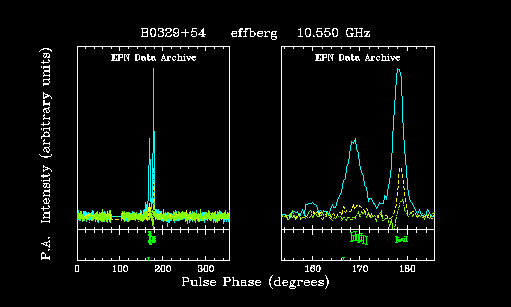 B0329+54 effberg 10.550 GHz
EPN Data Archive EPN Data Archive
P.A. Intensity (arbitrary units)
0 100 200 300 160 170 180
Pulse Phase (degrees)